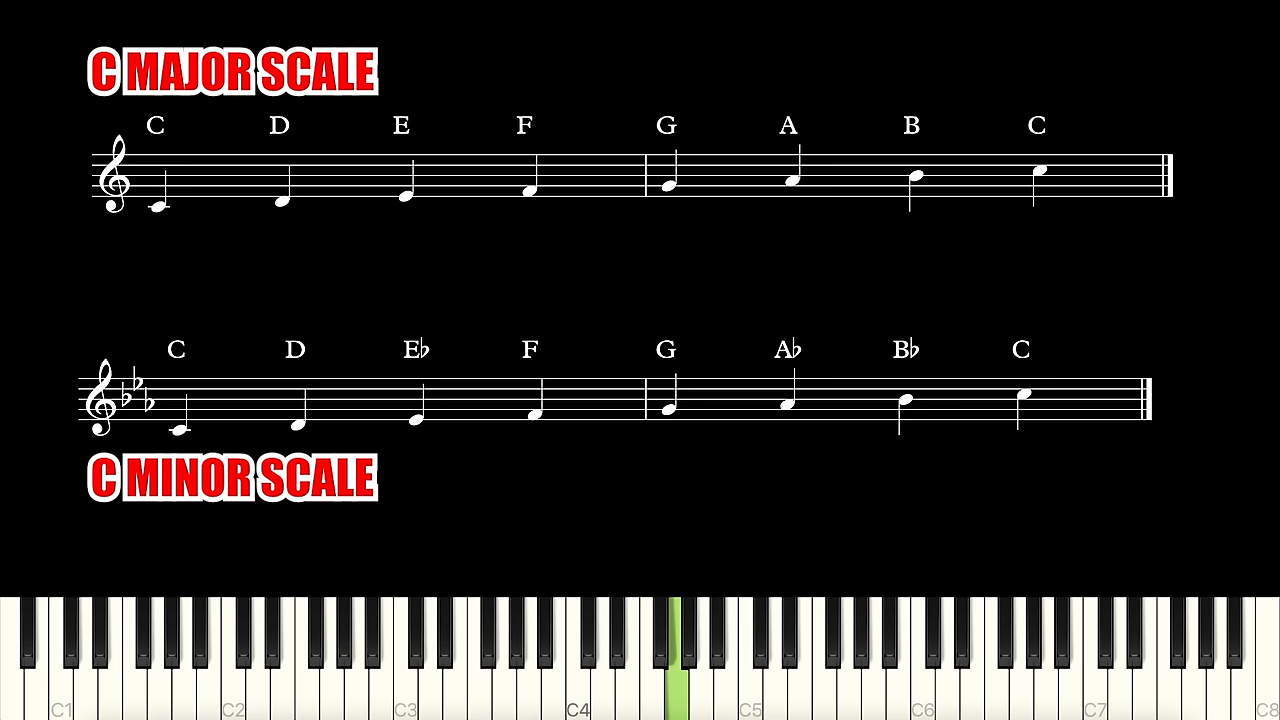 C MAJOR SCALE
C D E F G A B C
C D E♭ F G A♭ B♭ C
C MINOR SCALE
C1 C2 C3 C4 C5 C6 C7 C8